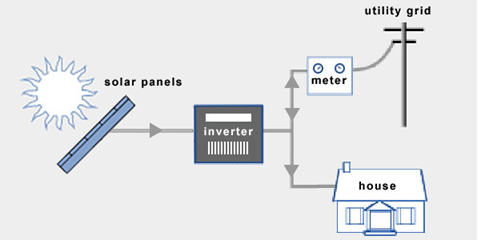 utility grid
solar panels
meter
inverter
house